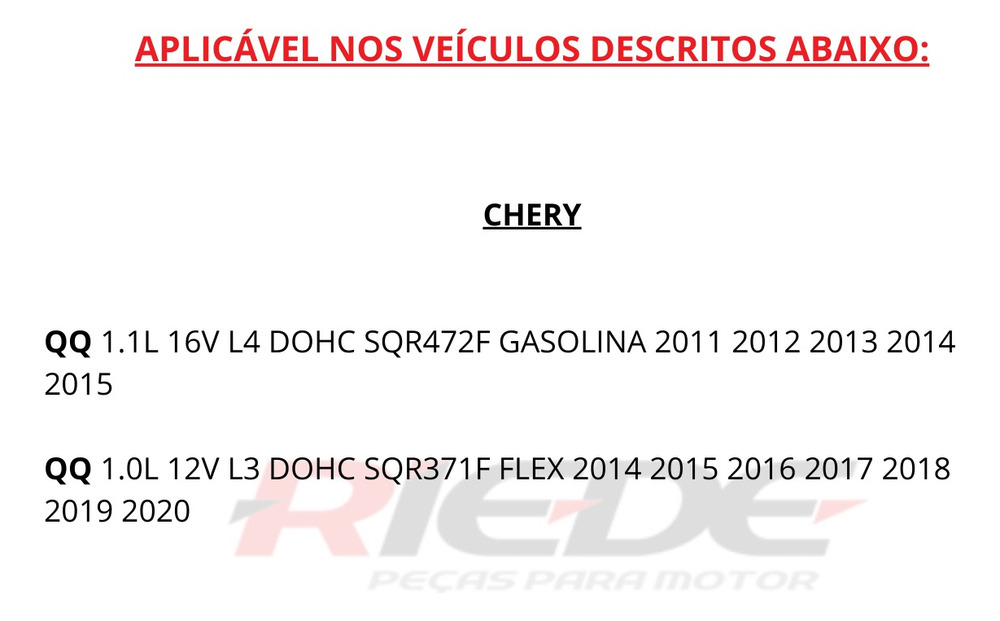 APLICÁVEL NOS VEÍCULOS DESCRITOS ABAIXO:
CHERY
QQ 1.1L 16V L4 DOHC SQR472F GASOLINA 2011 2012 2013 2014
2015
QQ 1.0L 12V L3 DOHC SQR371F FLEX 2014 2015 2016 2017 2018
2019 2020
RIEDE
PEÇAS PARA MOTOR